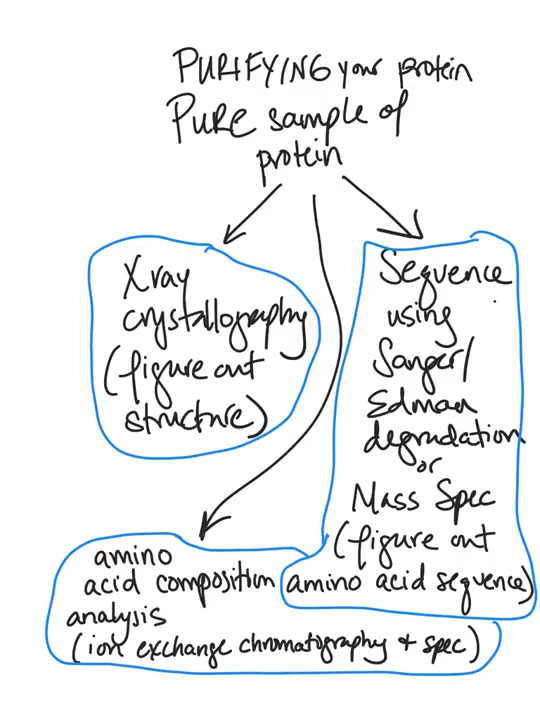 PURIFYING your protein
PURE sample of
protein
Xray
crystallography
(figure out
structure)
Sequence
using
Sanger/
Edman
degradation
or
Mass Spec
(figure out
amino acid sequence)
amino
acid composition
analysis
(ion exchange chromatography + spec)